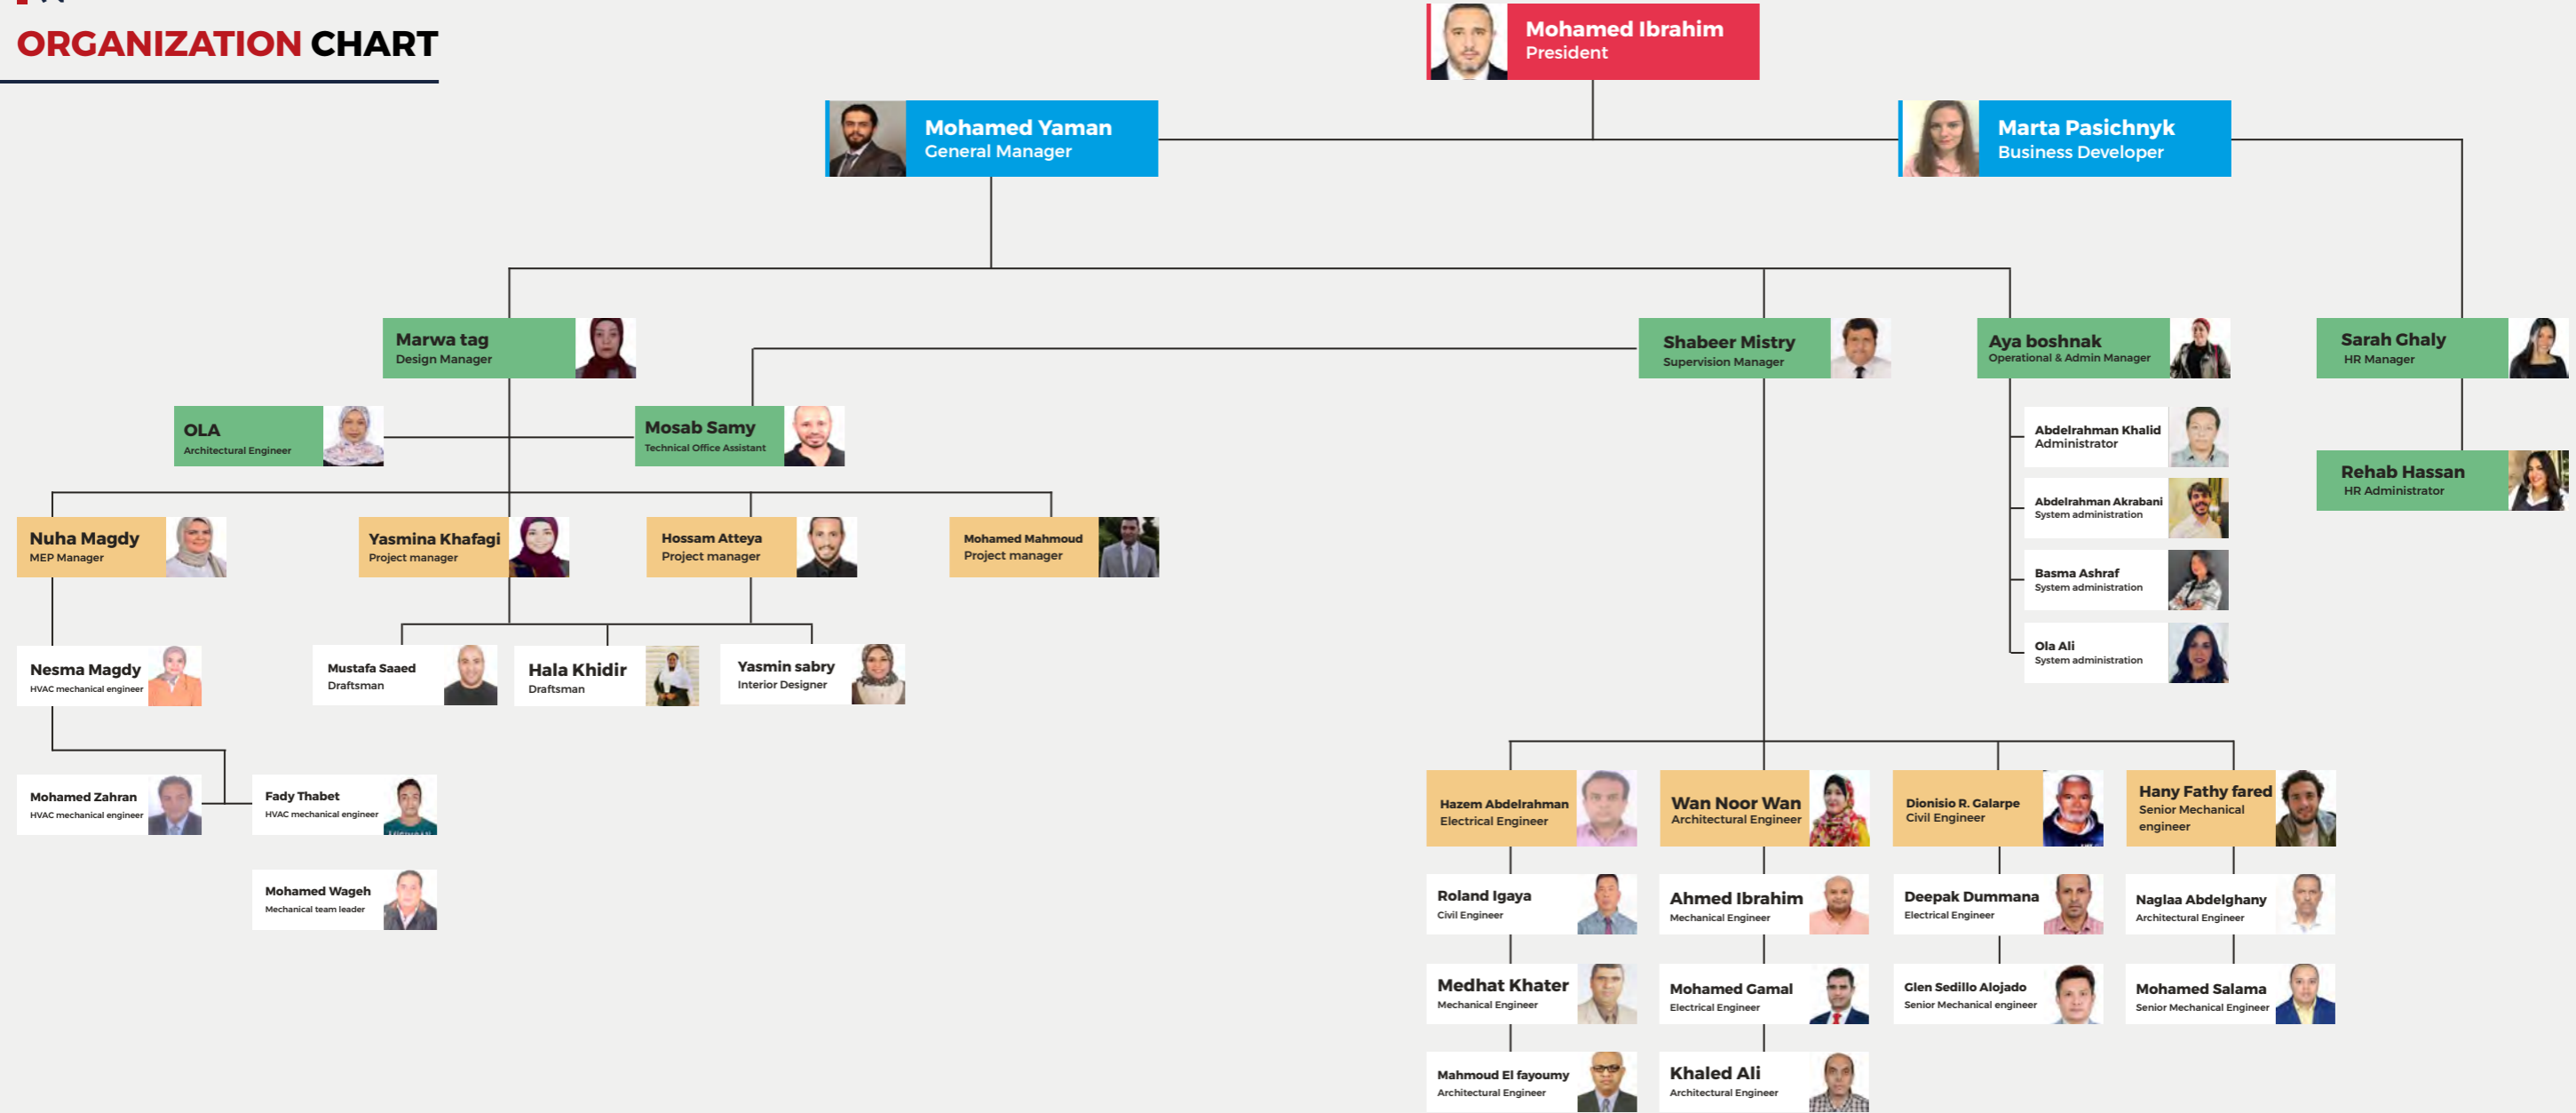 ORGANIZATION CHART
Mohamed Ibrahim
President
Mohamed Yaman
General Manager
Marta Pasichnyk
Business Developer
Marwa tag
Design Manager
Shabeer Mistry
Supervision Manager
Aya boshnak
Operational & Admin Manager
Sarah Ghaly
HR Manager
OLA
Architectural Engineer
Mosab Samy
Technical Office Assistant
Abdelrahman Khalid
Administrator
Rehab Hassan
HR Administrator
Abdelrahman Akrabani
System administration
Basma Ashraf
System administration
Ola Ali
System administration
Nuha Magdy
MEP Manager
Yasmina Khafagi
Project manager
Hossam Atteya
Project manager
Mohamed Mahmoud
Project manager
Nesma Magdy
HVAC mechanical engineer
Mustafa Saaed
Draftsman
Hala Khidir
Draftsman
Yasmin sabry
Interior Designer
Mohamed Zahran
HVAC mechanical engineer
Fady Thabet
HVAC mechanical engineer
Mohamed Wageh
Mechanical team leader
Hazem Abdelrahman
Electrical Engineer
Wan Noor Wan
Architectural Engineer
Dionisio R. Galarpe
Civil Engineer
Hany Fathy fared
Senior Mechanical
engineer
Roland Igaya
Civil Engineer
Ahmed Ibrahim
Mechanical Engineer
Deepak Dummana
Electrical Engineer
Naglaa Abdelghany
Architectural Engineer
Medhat Khater
Mechanical Engineer
Mohamed Gamal
Electrical Engineer
Glen Sedillo Alojado
Senior Mechanical engineer
Mohamed Salama
Senior Mechanical Engineer
Mahmoud El fayoumy
Architectural Engineer
Khaled Ali
Architectural Engineer